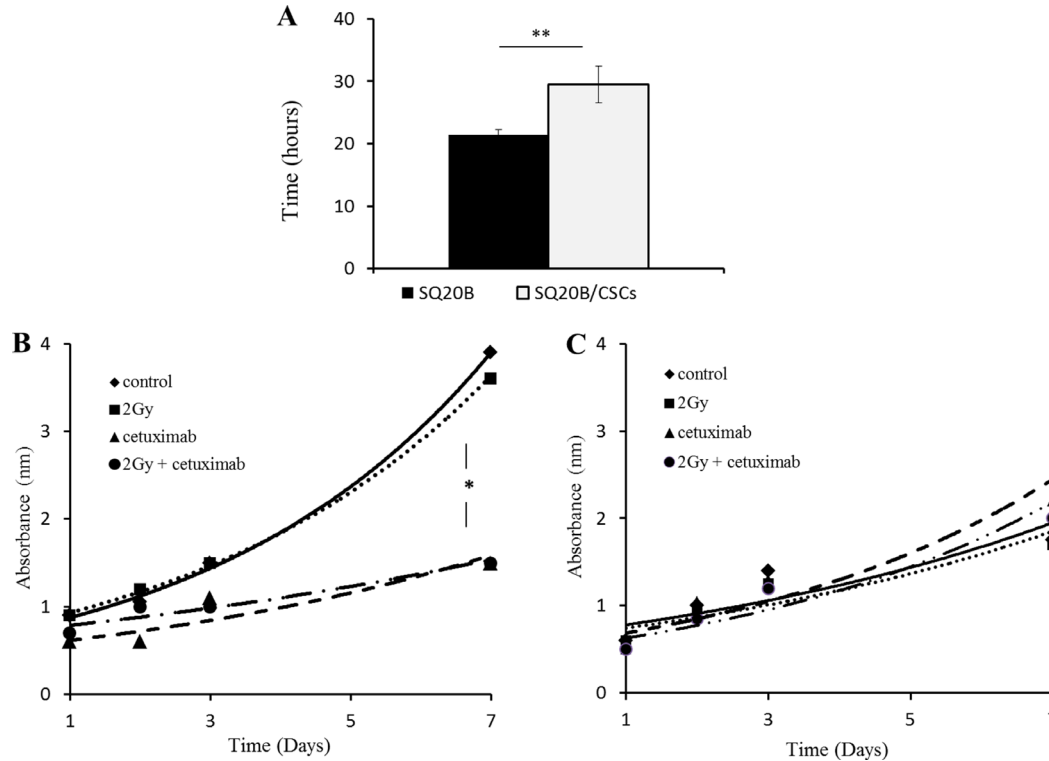 A
40
**
30
20
10
0
Time (hours)
SQ20B SQ20B/CSCs
B
4
3
2
1
0
Absorbance (nm)
control
2Gy
cetuximab
2Gy + cetuximab
*
1 3 5 7
Time (Days)
C
4
3
2
1
0
Absorbance (nm)
control
2Gy
cetuximab
2Gy + cetuximab
1 3 5
Time (Days)